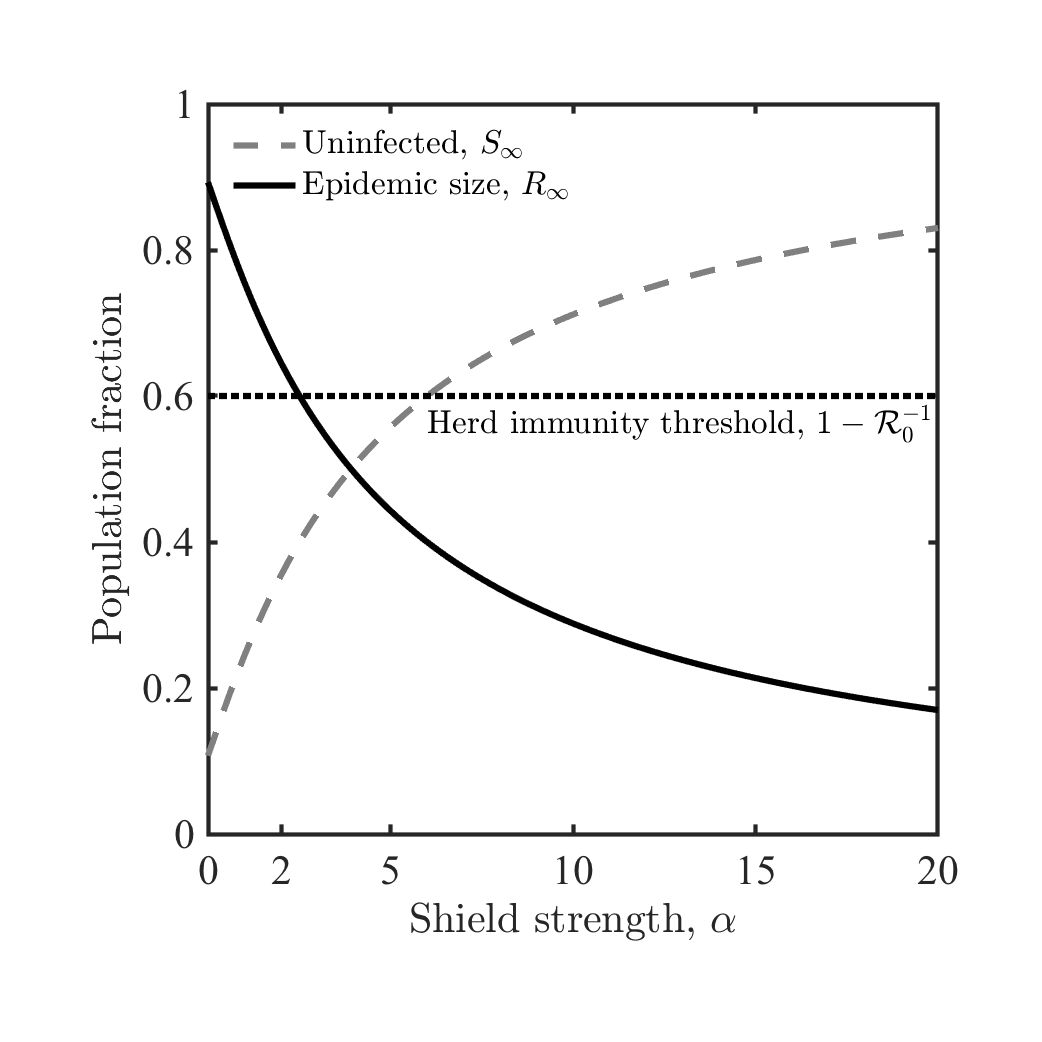 1
Uninfected, S∞
Epidemic size, R∞
0.8
Population fraction
0.6
Herd immunity threshold, 1 − ℛ₀⁻¹
0.4
0.2
0
0 2 5 10 15 20
Shield strength, α